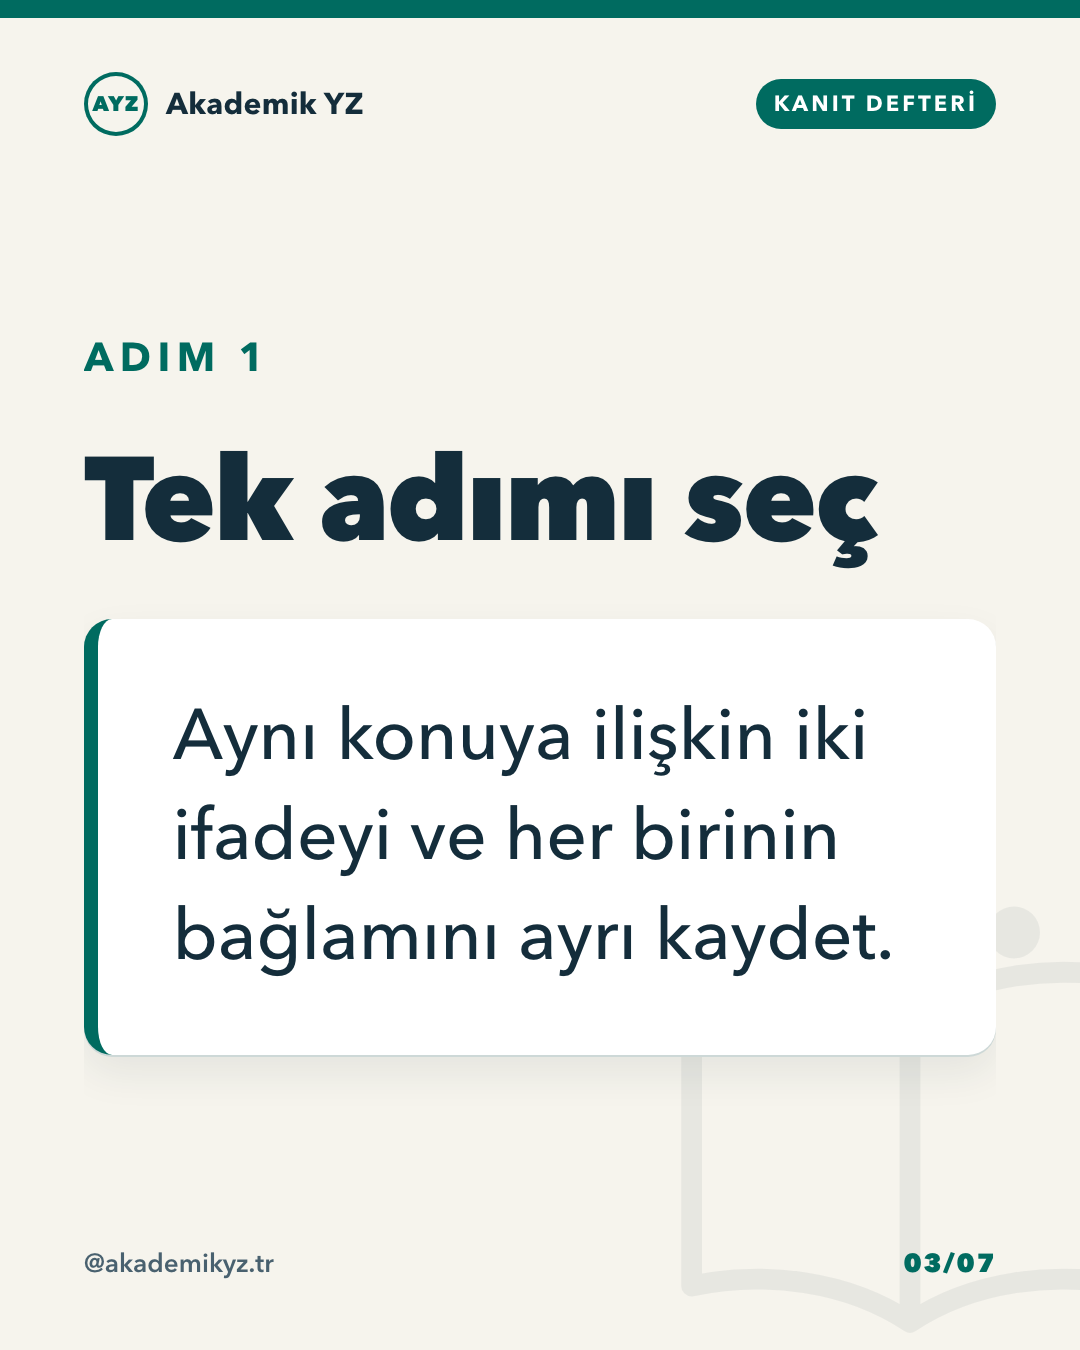 AYZ
Akademik YZ
KANIT DEFTERİ
ADIM 1
Tek adımı seç
Aynı konuya ilişkin iki
ifadeyi ve her birinin
bağlamını ayrı kaydet.
@akademikyz.tr
03/07